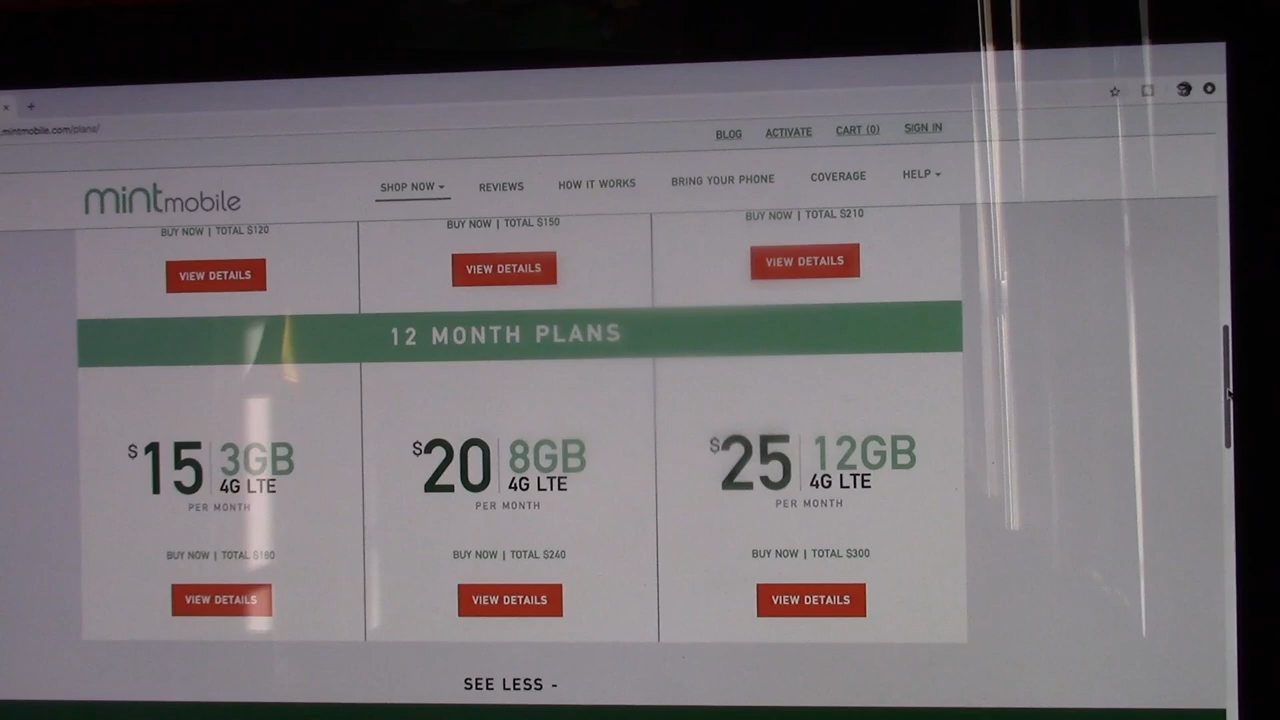 mintmobile.com/plans/
BLOG ACTIVATE CART (0) SIGN IN
mintmobile SHOP NOW REVIEWS HOW IT WORKS BRING YOUR PHONE COVERAGE HELP
BUY NOW | TOTAL $120 BUY NOW | TOTAL $150 BUY NOW | TOTAL $210
VIEW DETAILS VIEW DETAILS VIEW DETAILS
12 MONTH PLANS
$15 3GB $20 8GB $25 12GB
4G LTE 4G LTE 4G LTE
PER MONTH PER MONTH PER MONTH
BUY NOW | TOTAL $180 BUY NOW | TOTAL $240 BUY NOW | TOTAL $300
VIEW DETAILS VIEW DETAILS VIEW DETAILS
SEE LESS -